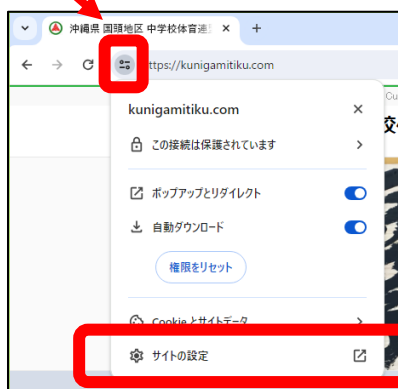 沖縄県 国頭地区 中学校体育連
ttps://kunigamitiku.com
kunigamitiku.com
この接続は保護されています
ポップアップとリダイレクト
自動ダウンロード
権限をリセット
Cookie とサイトデータ
サイトの設定